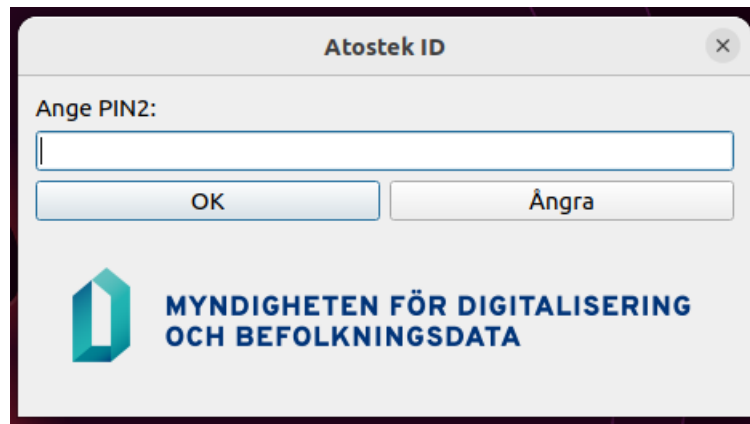 Atostek ID
Ange PIN2:
OK
Ångra
MYNDIGHETEN FÖR DIGITALISERING
OCH BEFOLKNINGSDATA